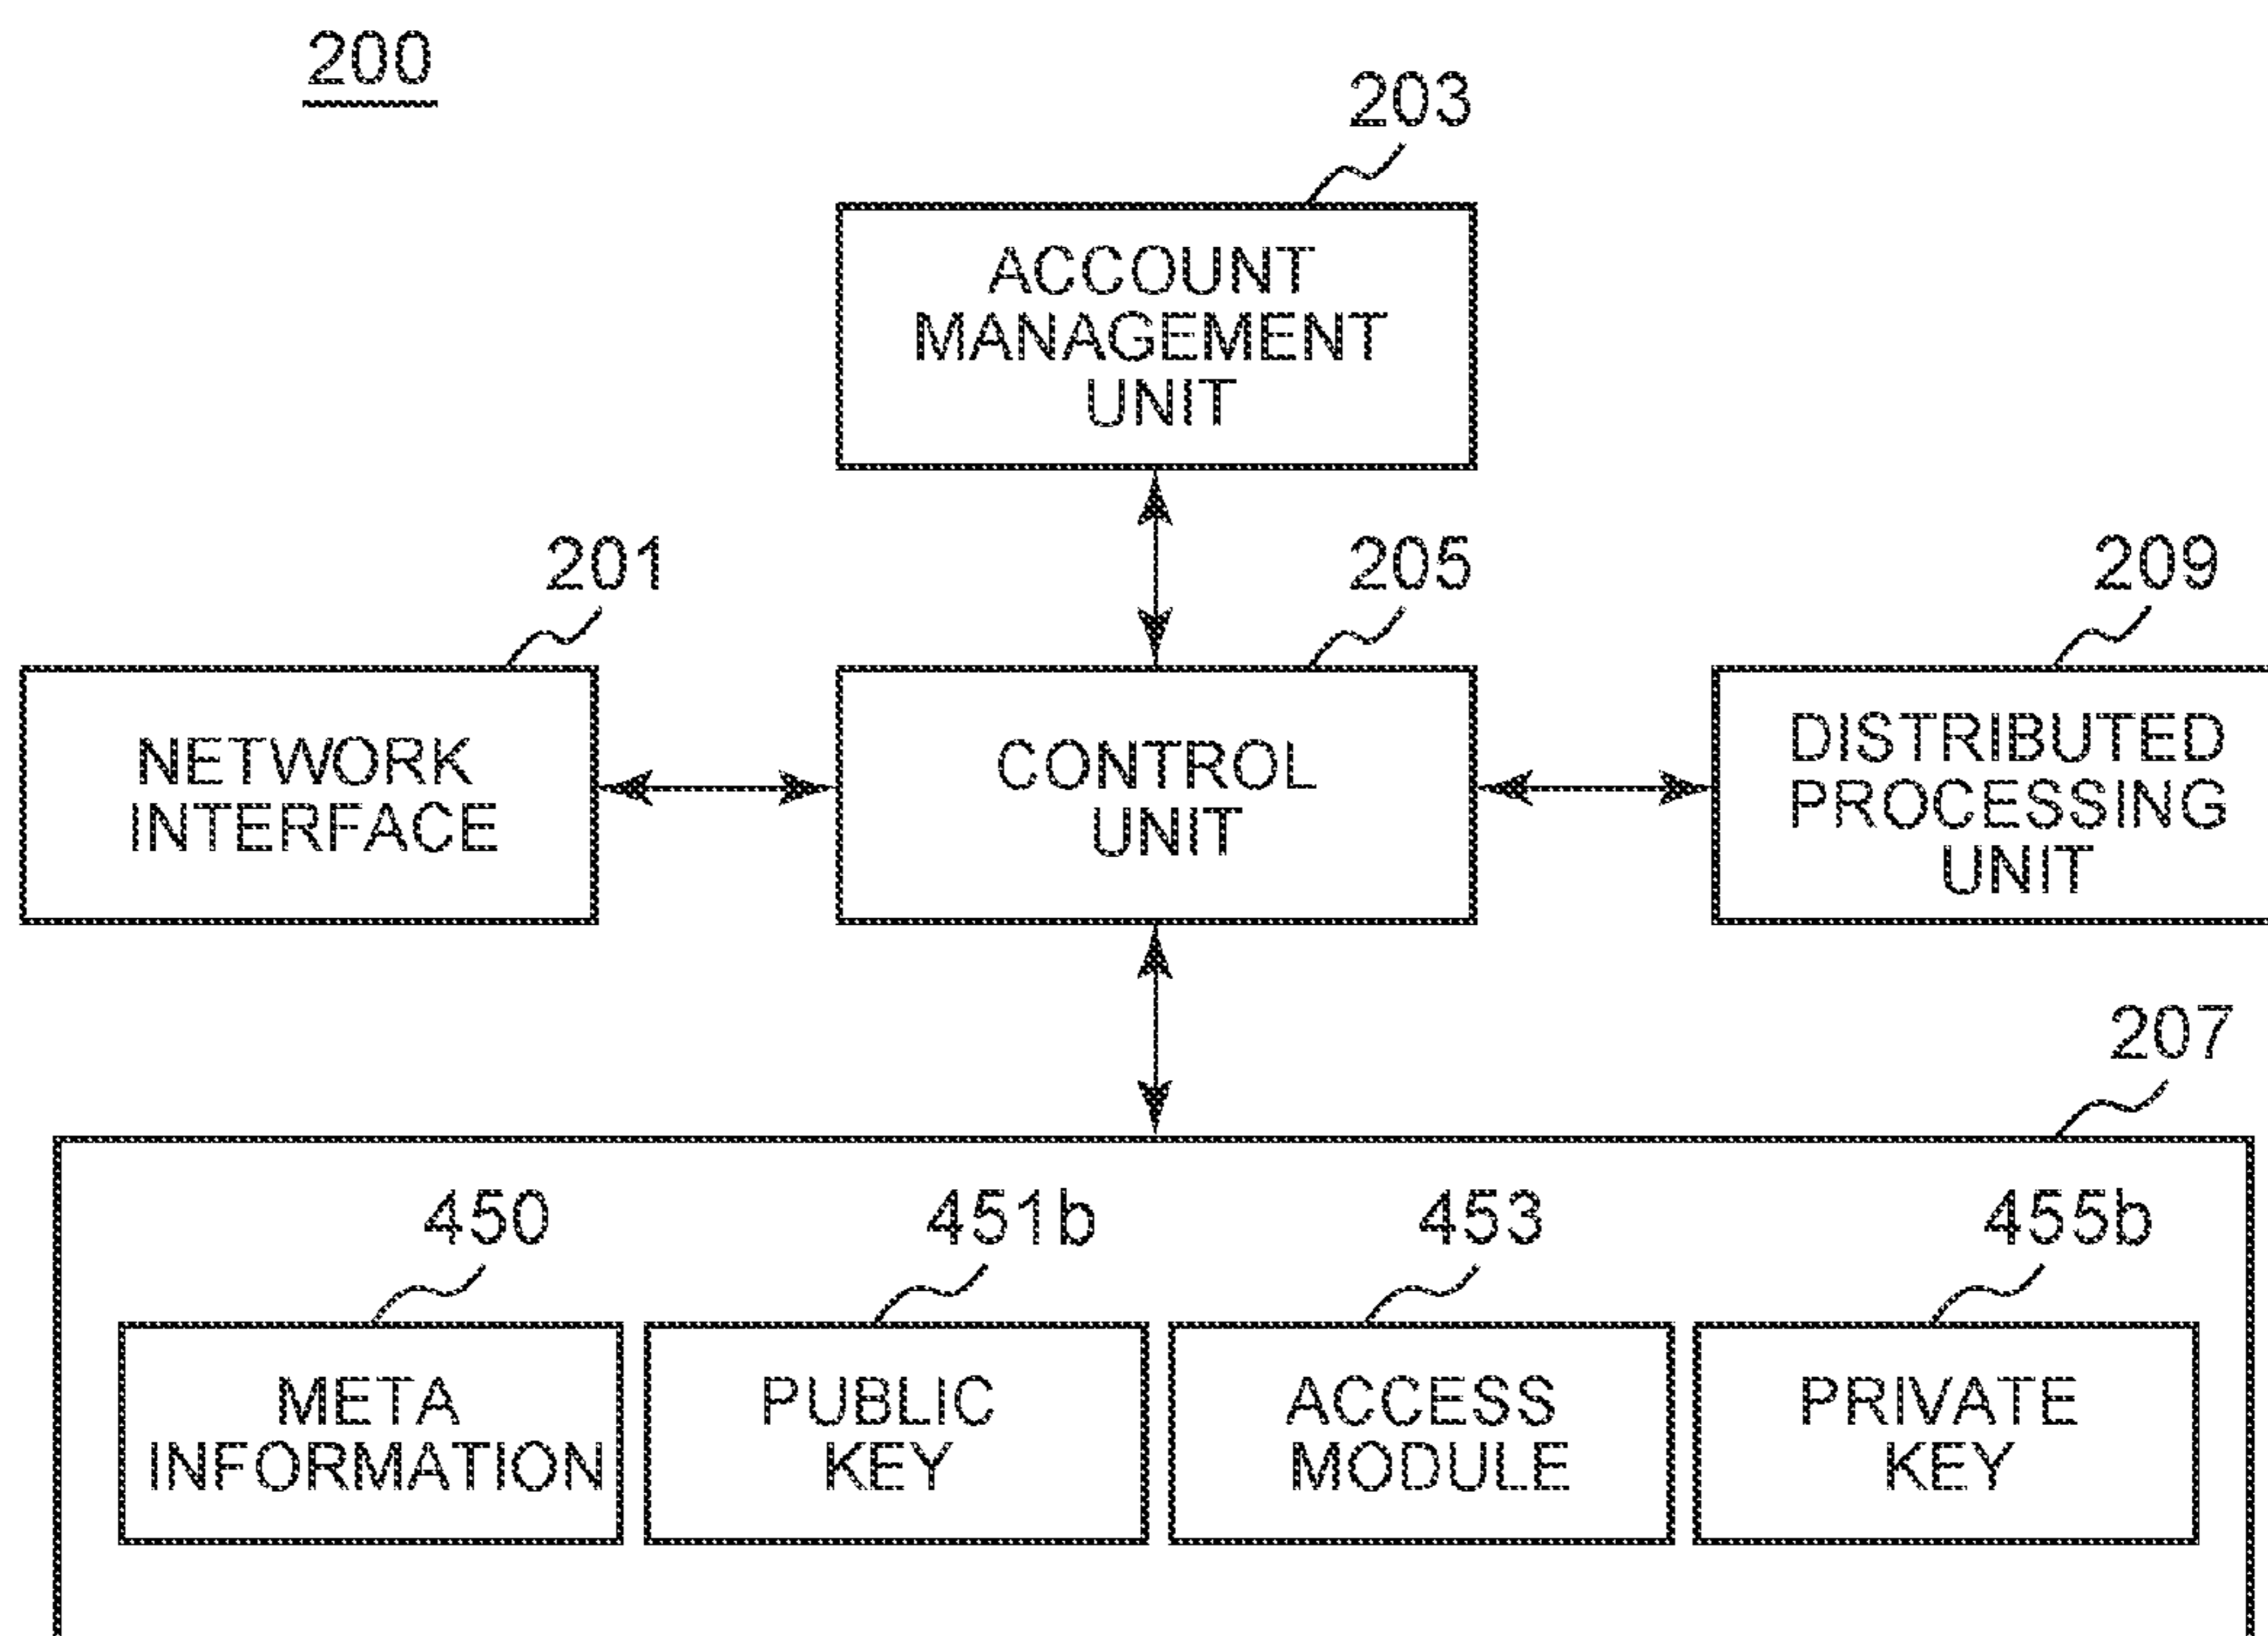 200
203
ACCOUNT
MANAGEMENT
UNIT
201
205
209
NETWORK
INTERFACE
CONTROL
UNIT
DISTRIBUTED
PROCESSING
UNIT
207
450
451b
453
455b
META
INFORMATION
PUBLIC
KEY
ACCESS
MODULE
PRIVATE
KEY